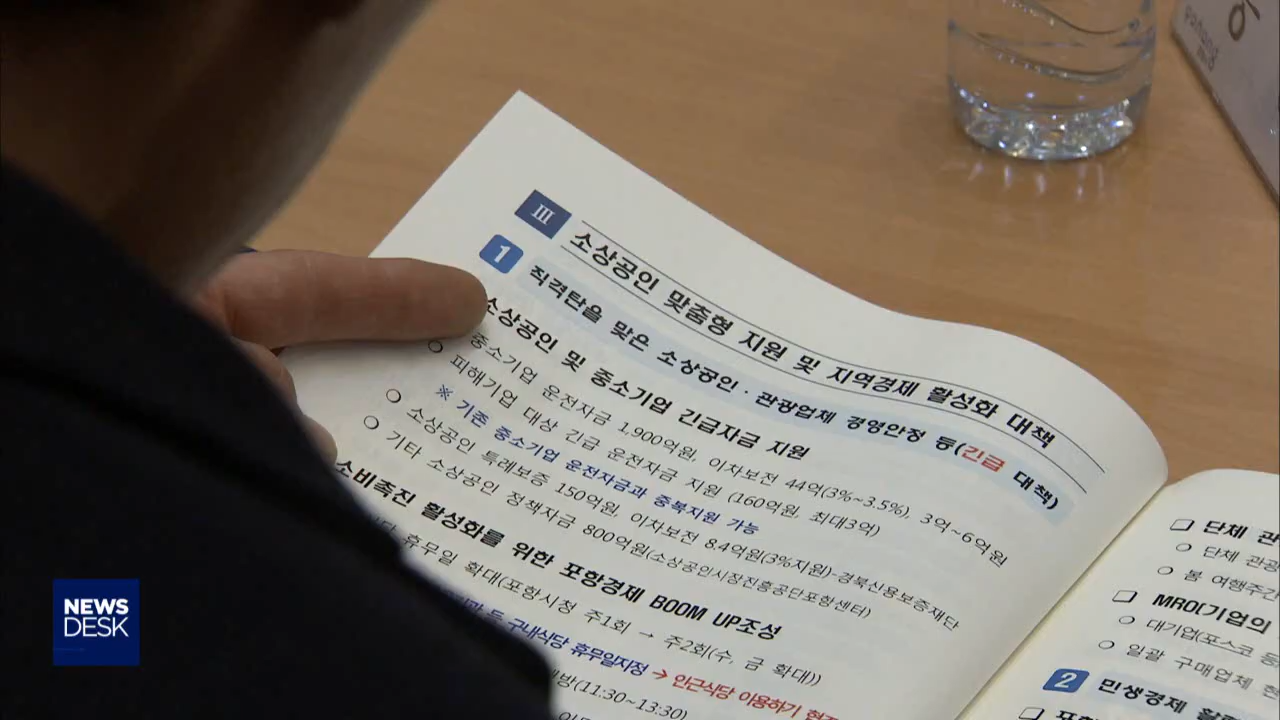 Ⅲ 소상공인 맞춤형 지원 및 지역경제 활성화 대책
1 직격탄을 맞은 소상공인 · 관광업체 경영안정 등(긴급 대책)
소상공인 및 중소기업 긴급자금 지원
중소기업 운전자금 1,900억원, 이차보전 44억(3%~3.5%), 3억~6억원
○ 피해기업 대상 긴급 운전자금 지원 (160억원, 최대3억)
※ 기존 중소기업 운전자금과 중복지원 가능
○ 소상공인 특례보증 150억원, 이차보전 8.4억원(3%지원)-경북신용보증재단
○ 기타 소상공인 정책자금 800억원(소상공인시장진흥공단포항센터)
소비촉진 활성화를 위한 포항경제 BOOM UP조성
휴무일 확대(포항시청 주1회 → 주2회(수, 금 확대))
등 구내식당 휴무일지정 → 인근식당 이용하기
(11:30~13:30)
□ 단체 관
○ 단체 관광
○ 봄 여행주간
□ MRO(기업의
○ 대기업(포스코 등
○ 일괄 구매업체
2 민생경제
NEWS
DESK